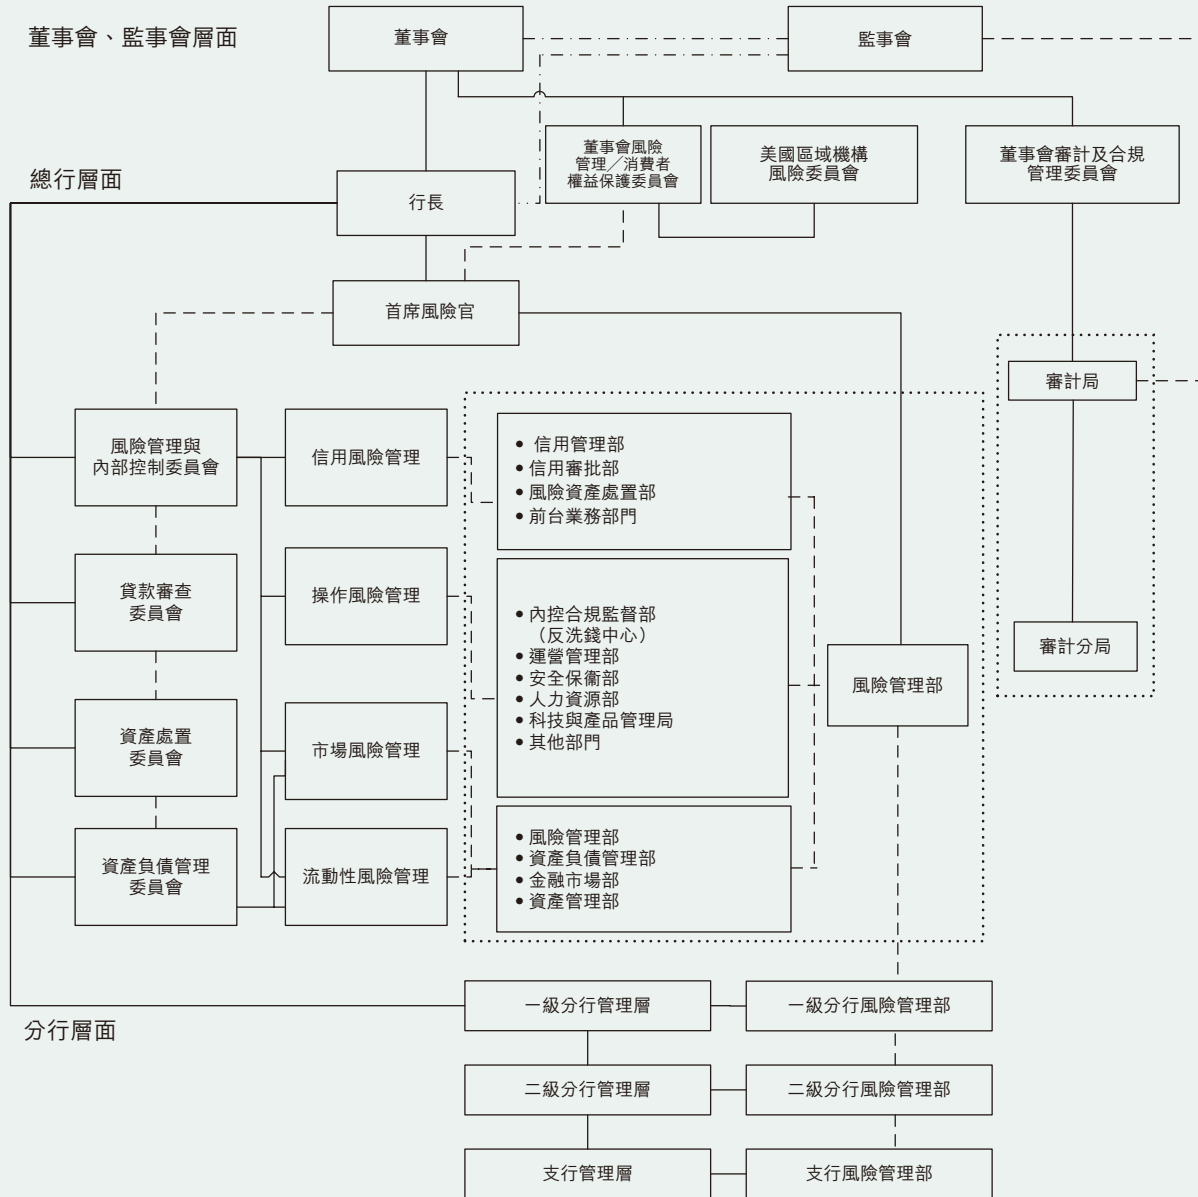 董事會、監事會層面
董事會
監事會
董事會風險
管理／消費者
權益保護委員會
美國區域機構
風險委員會
董事會審計及合規
管理委員會
總行層面
行長
首席風險官
審計局
審計分局
風險管理與
內部控制委員會
貸款審查
委員會
資產處置
委員會
資產負債管理
委員會
信用風險管理
操作風險管理
市場風險管理
流動性風險管理
• 信用管理部
• 信用審批部
• 風險資產處置部
• 前台業務部門
• 內控合規監督部
（反洗錢中心）
• 運營管理部
• 安全保衞部
• 人力資源部
• 科技與產品管理局
• 其他部門
• 風險管理部
• 資產負債管理部
• 金融市場部
• 資產管理部
風險管理部
分行層面
一級分行管理層
一級分行風險管理部
二級分行管理層
二級分行風險管理部
支行管理層
支行風險管理部